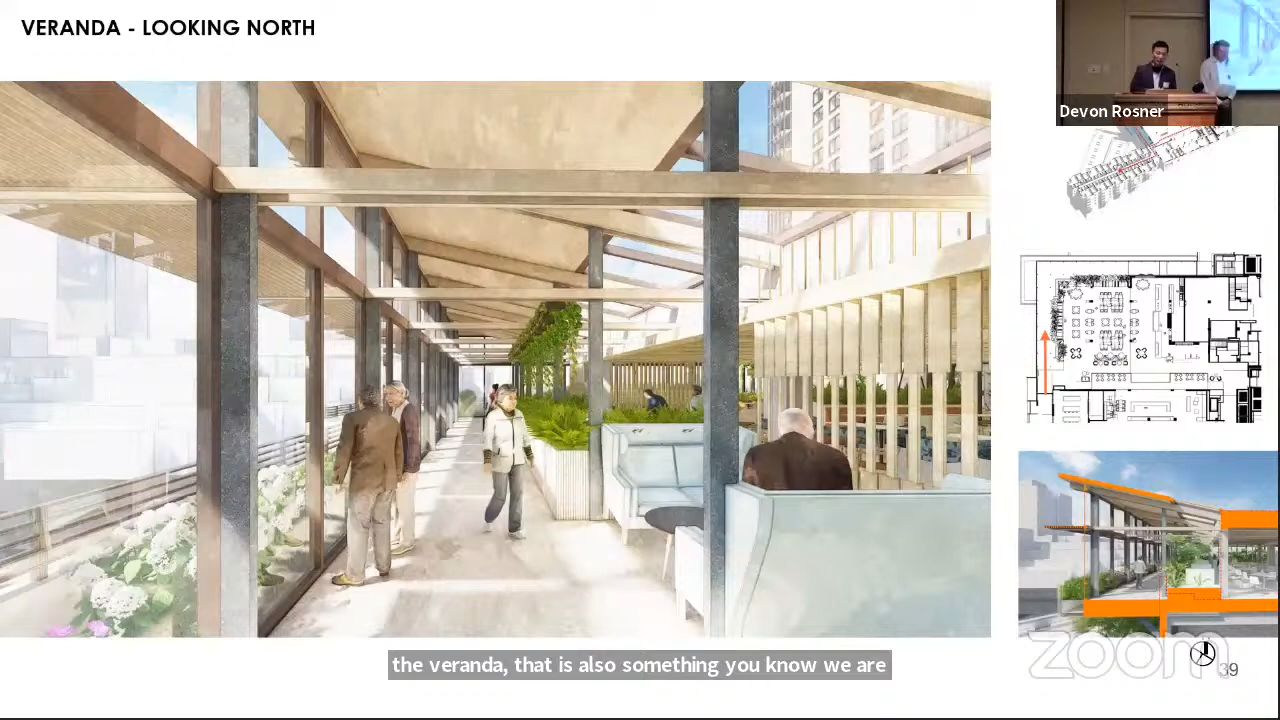 VERANDA - LOOKING NORTH
Devon Rosner
the veranda, that is also something you know we are
zoom
39